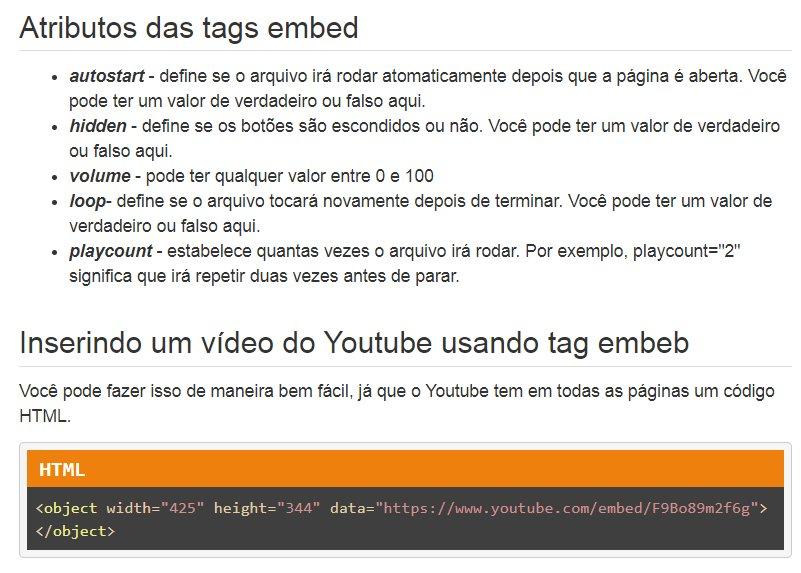 Atributos das tags embed
• autostart - define se o arquivo irá rodar atomaticamente depois que a página é aberta. Você
pode ter um valor de verdadeiro ou falso aqui.
• hidden - define se os botões são escondidos ou não. Você pode ter um valor de verdadeiro
ou falso aqui.
• volume - pode ter qualquer valor entre 0 e 100
• loop- define se o arquivo tocará novamente depois de terminar. Você pode ter um valor de
verdadeiro ou falso aqui.
• playcount - estabelece quantas vezes o arquivo irá rodar. Por exemplo, playcount="2"
significa que irá repetir duas vezes antes de parar.
Inserindo um vídeo do Youtube usando tag embeb
Você pode fazer isso de maneira bem fácil, já que o Youtube tem em todas as páginas um código
HTML.
HTML
<object width="425" height="344" data="https://www.youtube.com/embed/F9Bo89m2f6g">
</object>